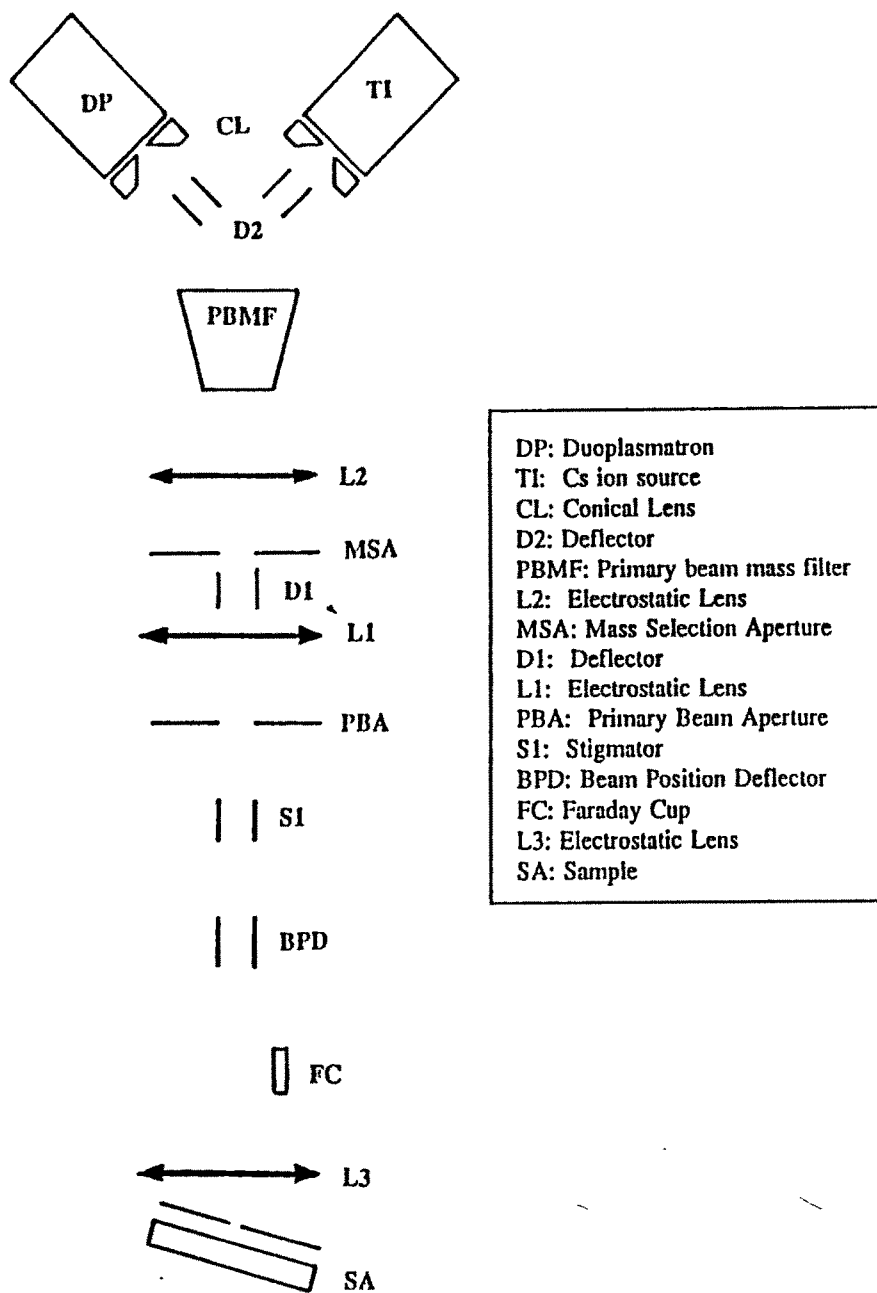 DP
CL
TI
D2
PBMF
L2
MSA
D1
L1
PBA
S1
BPD
FC
L3
SA
DP: Duoplasmatron
TI: Cs ion source
CL: Conical Lens
D2: Deflector
PBMF: Primary beam mass filter
L2: Electrostatic Lens
MSA: Mass Selection Aperture
D1: Deflector
L1: Electrostatic Lens
PBA: Primary Beam Aperture
S1: Stigmator
BPD: Beam Position Deflector
FC: Faraday Cup
L3: Electrostatic Lens
SA: Sample